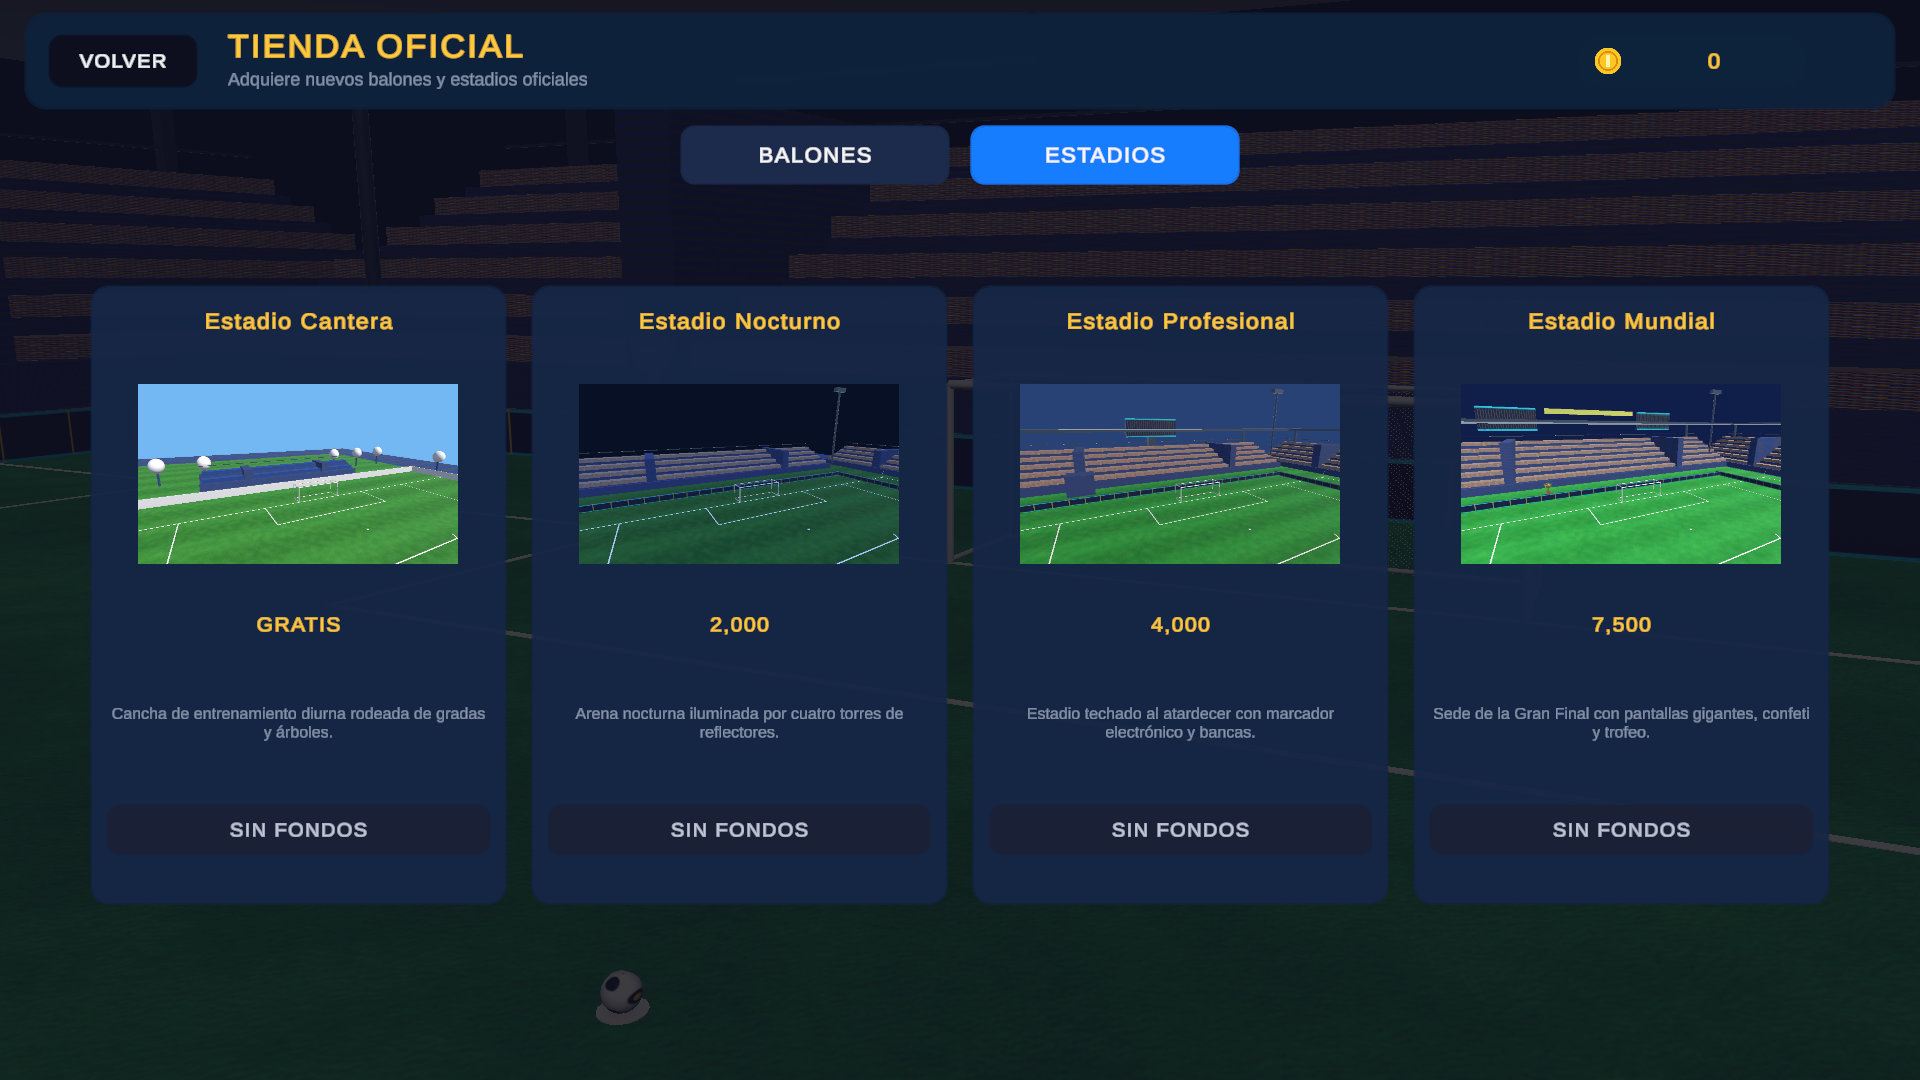 VOLVER
TIENDA OFICIAL
Adquiere nuevos balones y estadios oficiales
0
BALONES
ESTADIOS
Estadio Cantera
GRATIS
Cancha de entrenamiento diurna rodeada de gradas
y árboles.
SIN FONDOS
Estadio Nocturno
2,000
Arena nocturna iluminada por cuatro torres de
reflectores.
SIN FONDOS
Estadio Profesional
4,000
Estadio techado al atardecer con marcador
electrónico y bancas.
SIN FONDOS
Estadio Mundial
7,500
Sede de la Gran Final con pantallas gigantes, confeti
y trofeo.
SIN FONDOS